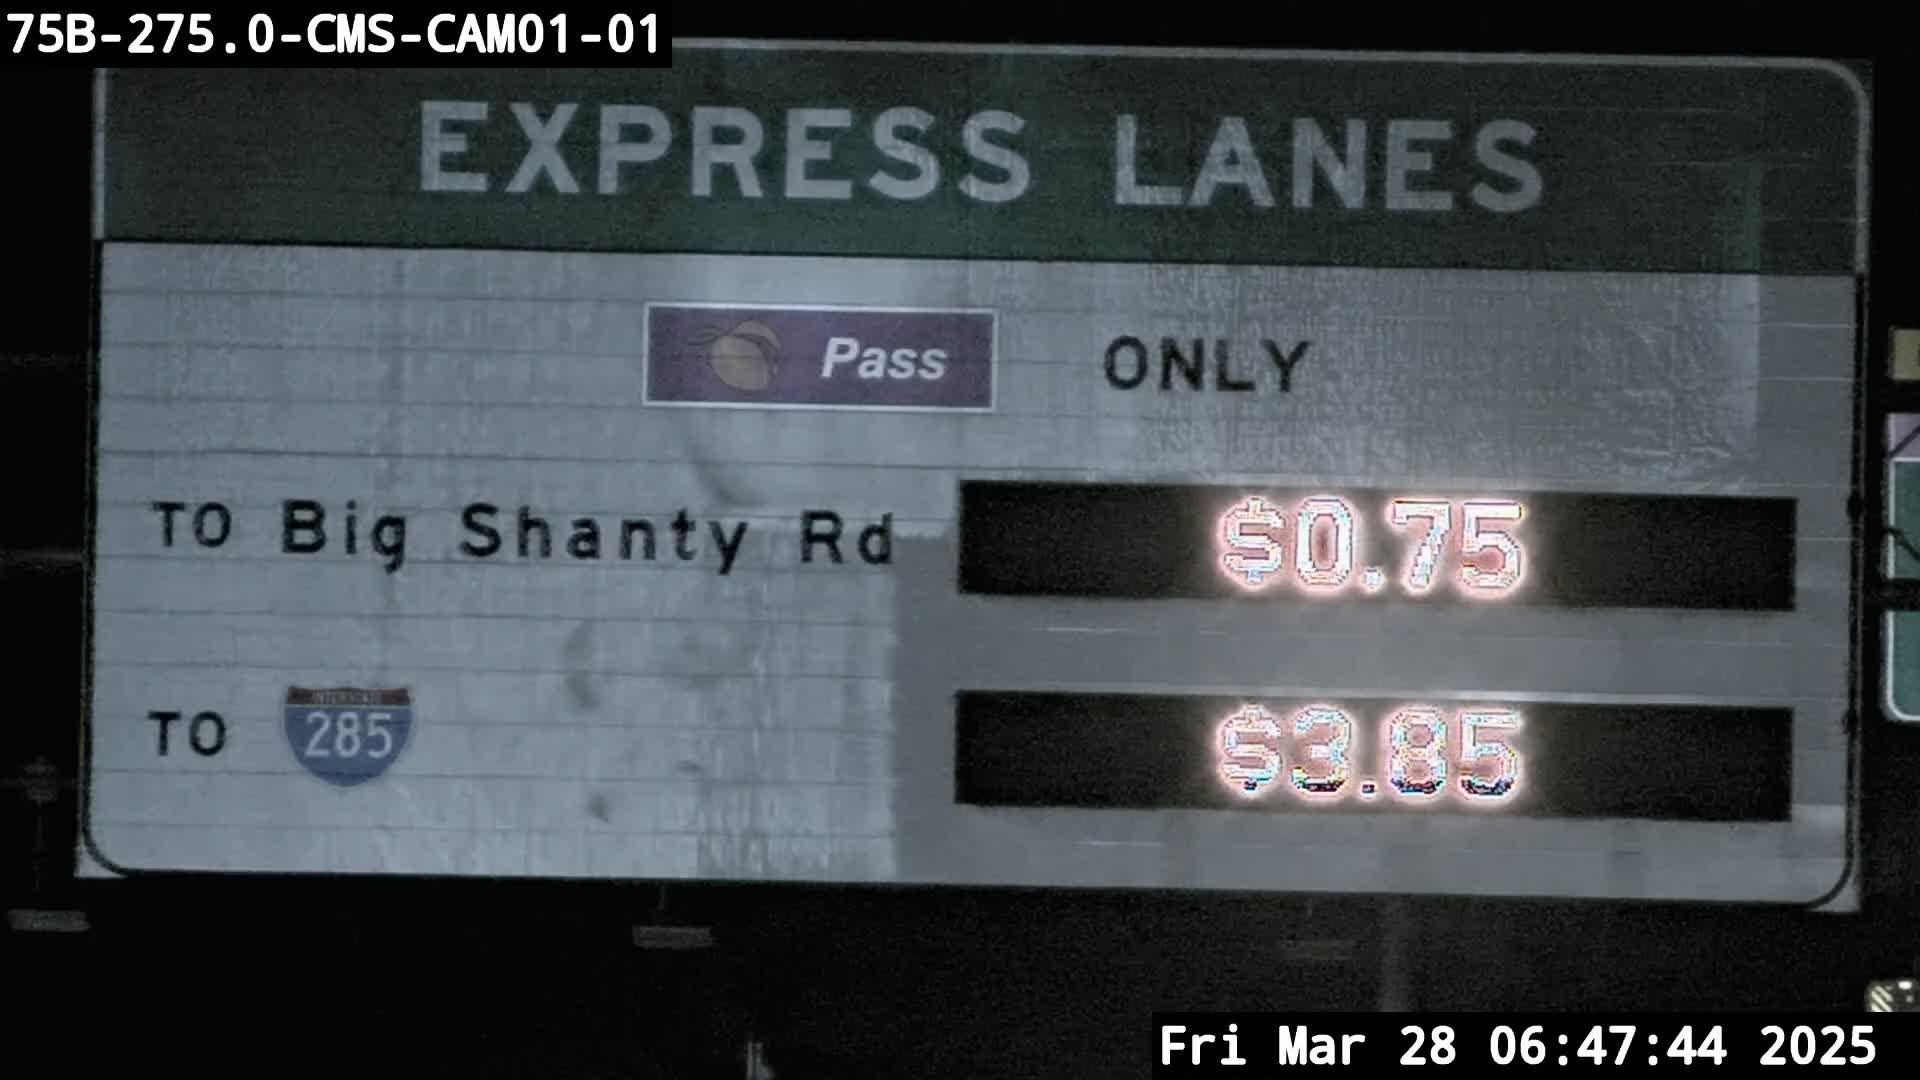 75B-275.0-CMS-CAM01-01
EXPRESS LANES
Pass ONLY
TO Big Shanty Rd $0.75
INTERSTATE
TO 285 $3.85
Fri Mar 28 06:47:44 2025